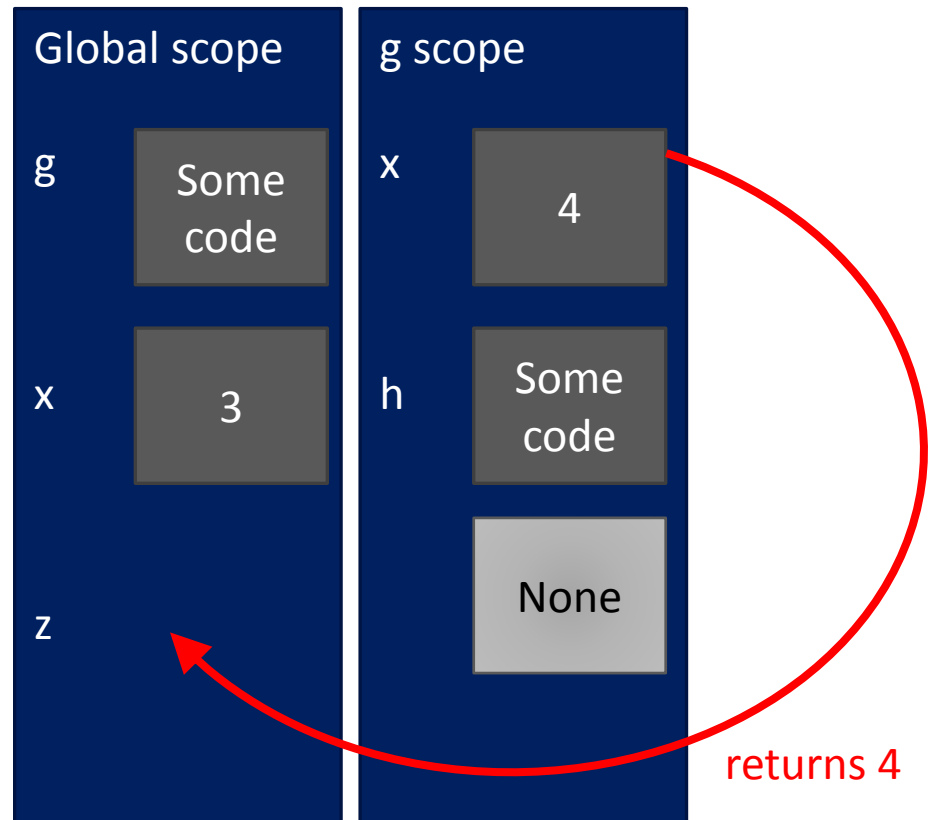 Global scope
g
Some
code
x
3
z
g scope
x
4
h
Some
code
None
returns 4